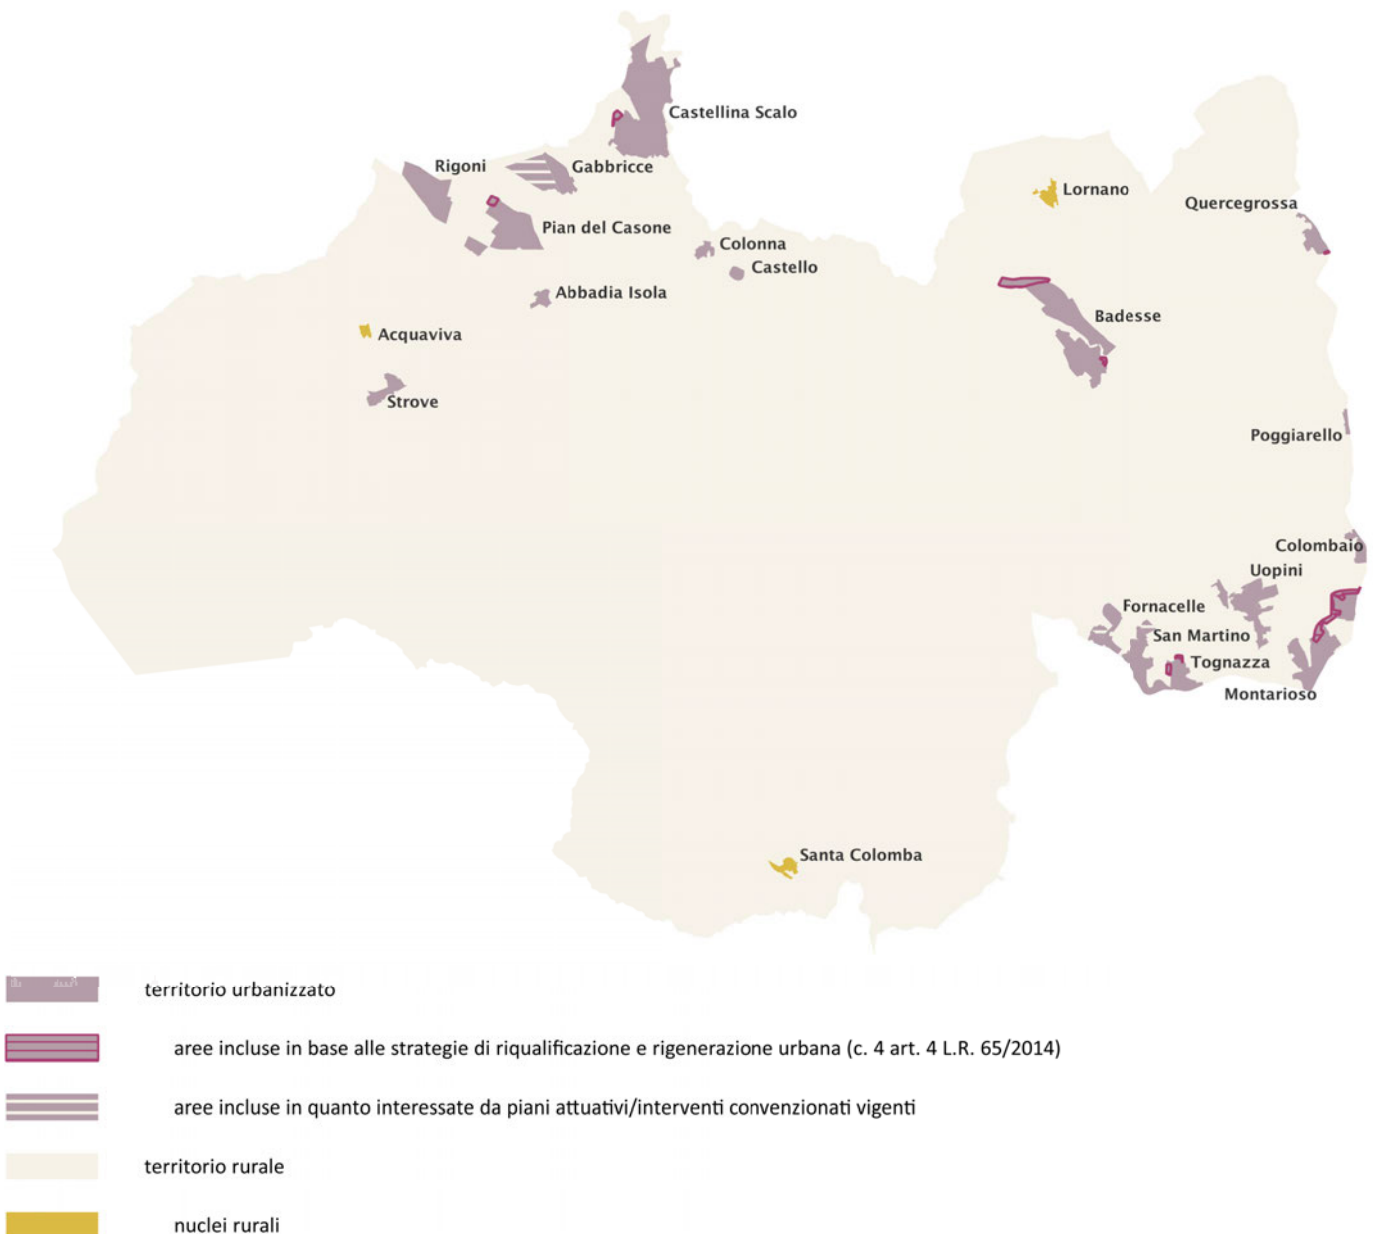 Castellina Scalo
Rigoni
Gabbricce
Lornano
Quercegrossa
Pian del Casone
Colonna
Castello
Abbadia Isola
Badesse
Acquaviva
Strove
Poggiarello
Colombaio
Uopini
Fornacelle
San Martino
Tognazza
Montarioso
Santa Colomba
territorio urbanizzato
aree incluse in base alle strategie di riqualificazione e rigenerazione urbana (c. 4 art. 4 L.R. 65/2014)
aree incluse in quanto interessate da piani attuativi/interventi convenzionati vigenti
territorio rurale
nuclei rurali